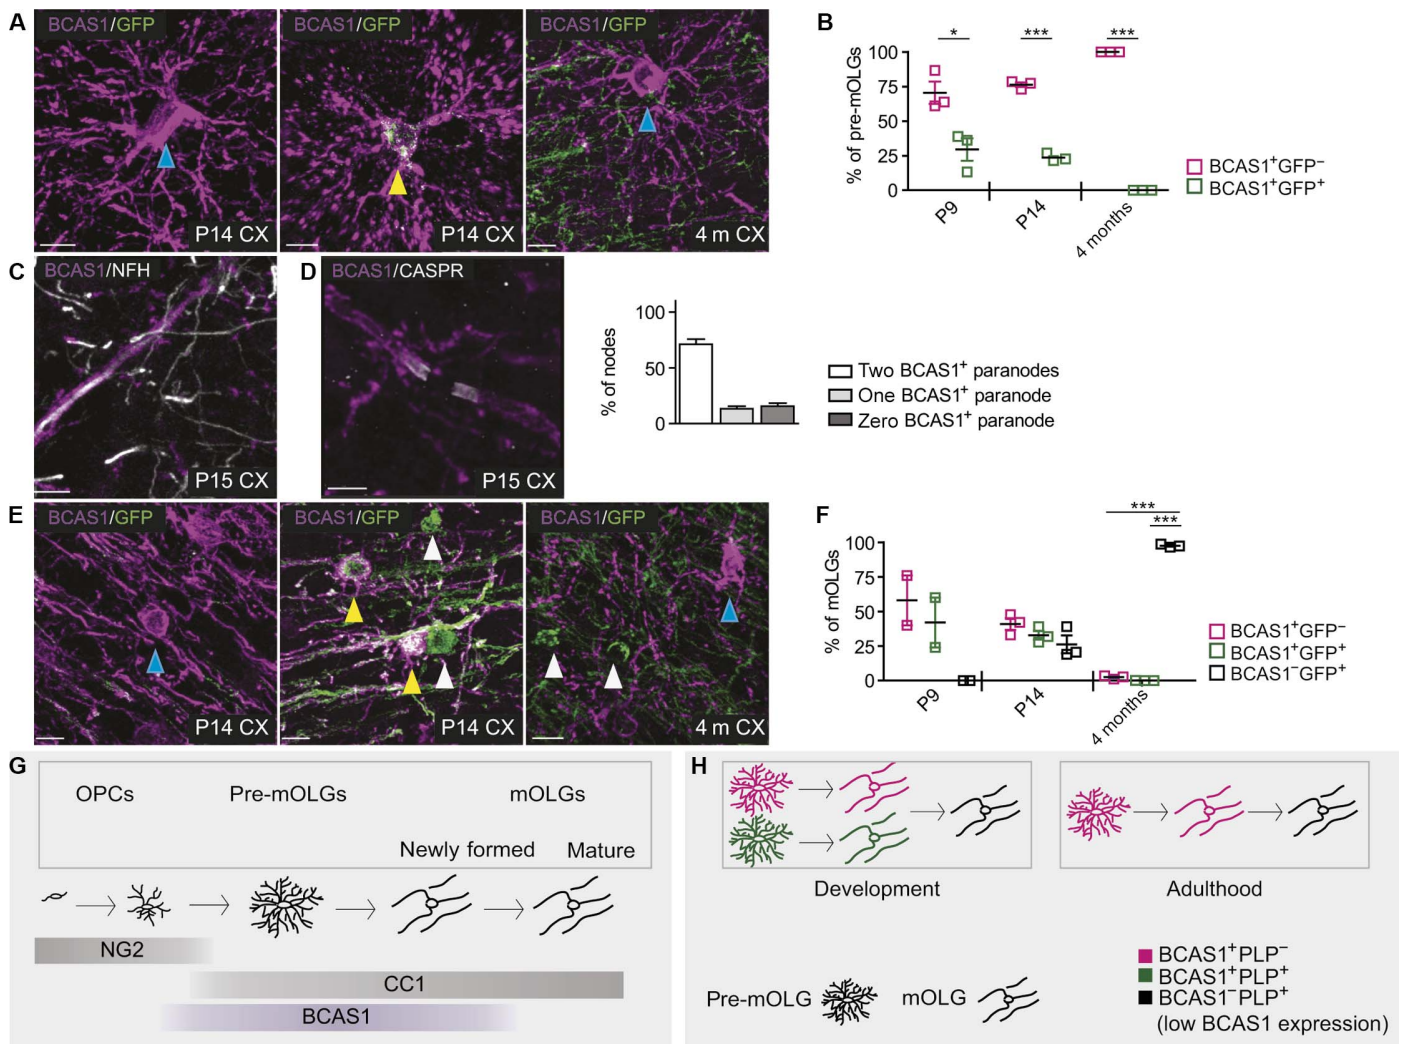 A
BCAS1/GFP
P14 CX
BCAS1/GFP
P14 CX
BCAS1/GFP
4 m CX
B
% of pre-mOLGs
100
75
50
25
0
*
***
***
P9
P14
4 months
BCAS1⁺GFP⁻
BCAS1⁺GFP⁺
C
BCAS1/NFH
P15 CX
D
BCAS1/CASPR
P15 CX
% of nodes
100
50
0
Two BCAS1⁺ paranodes
One BCAS1⁺ paranode
Zero BCAS1⁺ paranode
E
BCAS1/GFP
P14 CX
BCAS1/GFP
P14 CX
BCAS1/GFP
4 m CX
F
% of mOLGs
100
75
50
25
0
***
***
P9
P14
4 months
BCAS1⁺GFP⁻
BCAS1⁺GFP⁺
BCAS1⁻GFP⁺
G
OPCs
Pre-mOLGs
mOLGs
Newly formed
Mature
NG2
CC1
BCAS1
H
Development
Adulthood
Pre-mOLG
mOLG
BCAS1⁺PLP⁻
BCAS1⁺PLP⁺
BCAS1⁻PLP⁺
(low BCAS1 expression)